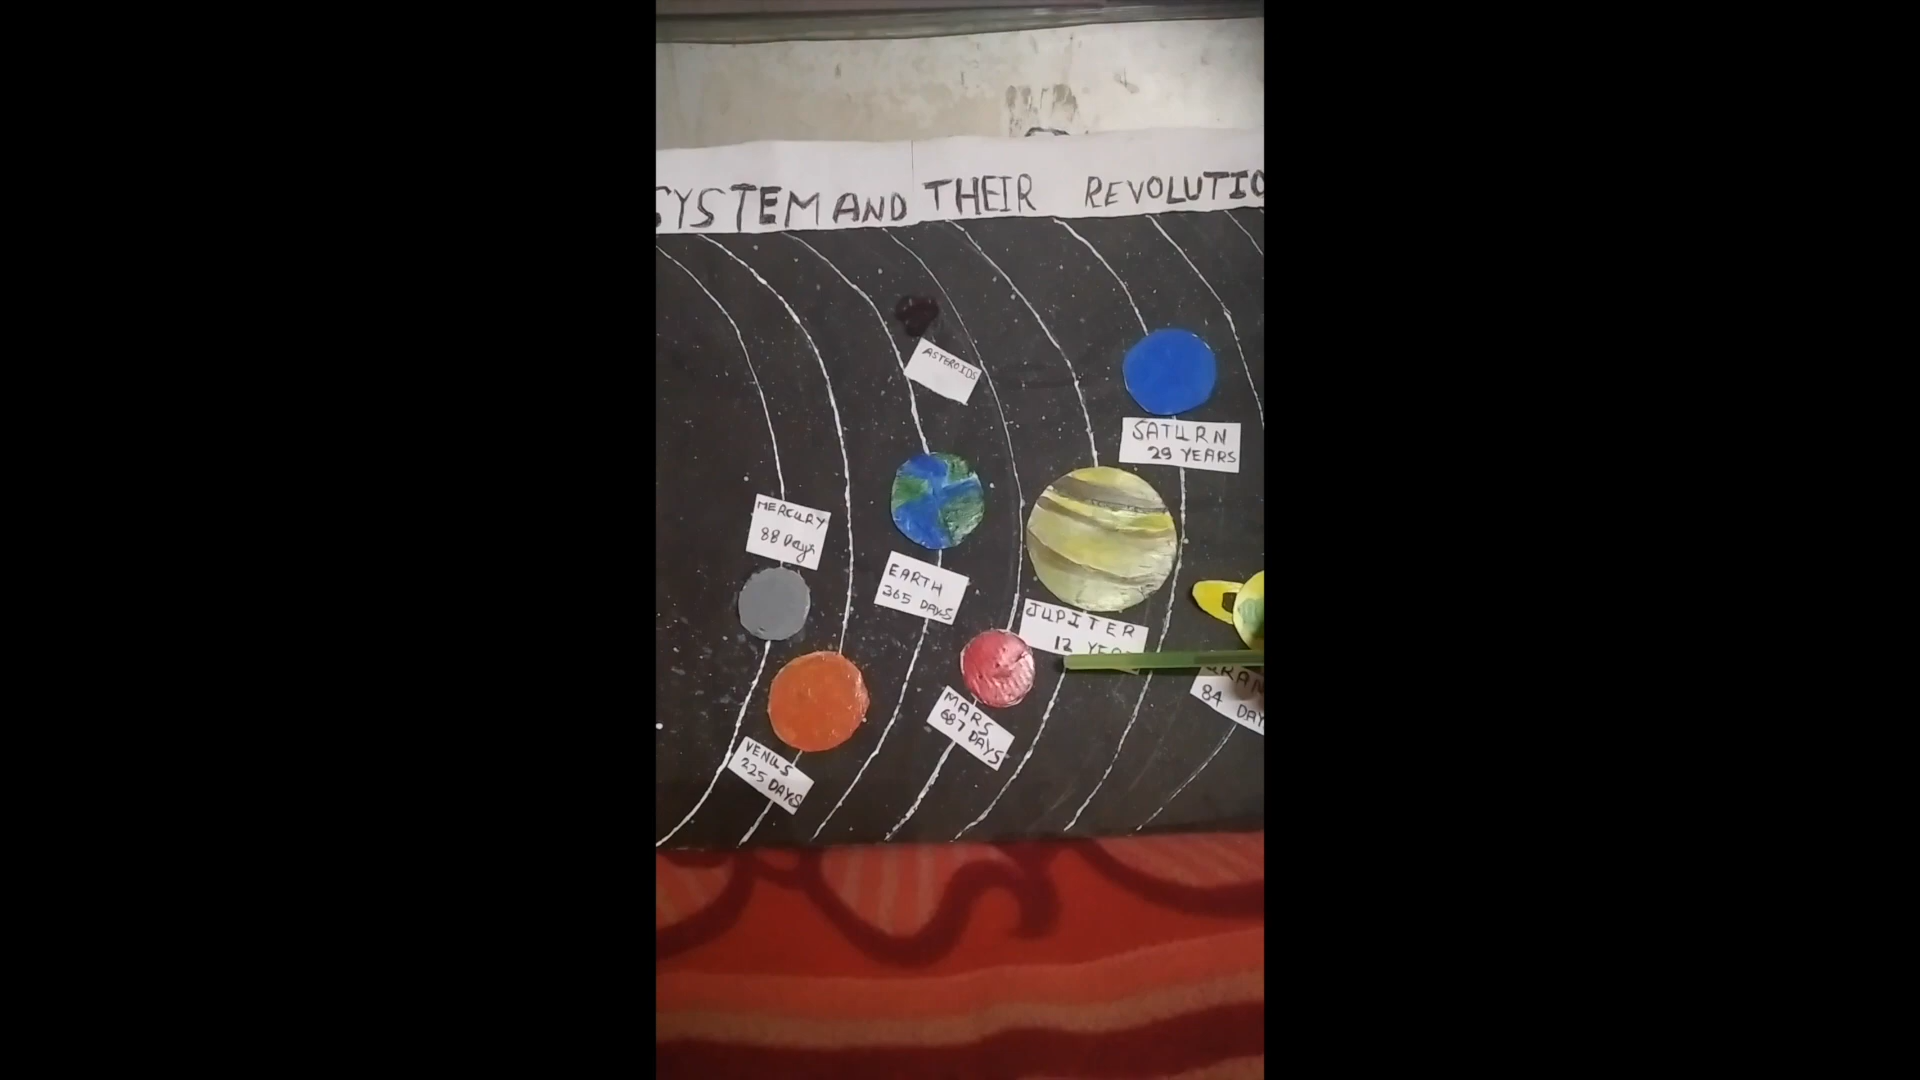 SYSTEM AND THEIR REVOLUTIO
ASTEROIDS
SATURN
29 YEARS
MERCURY
88 Days
EARTH
365 DAYS
JUPITER
12
MARS
687 DAYS
VENUS
225 DAYS
84 DAY